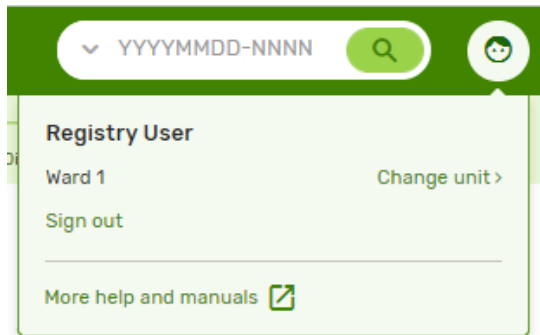 YYYYMMDD-NNNN
Registry User
Ward 1 Change unit >
Sign out
More help and manuals